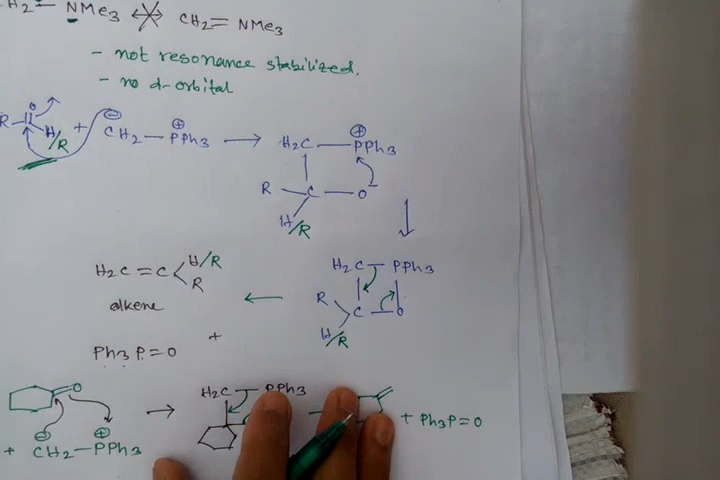 H2 – NMe3 ↔ CH2 = NMe3
- not resonance stabilized.
- no d-orbital
R O H/R + ⊖CH2 – ⊕PPh3 → H2C – ⊕PPh3
R – C – O⁻
H/R
H2C – PPh3
R C – O
H/R
H2C = C H/R R
alkene
+
Ph3P=O
O → H2C – PPh3 + Ph3P=O
+ ⊖CH2 – ⊕PPh3